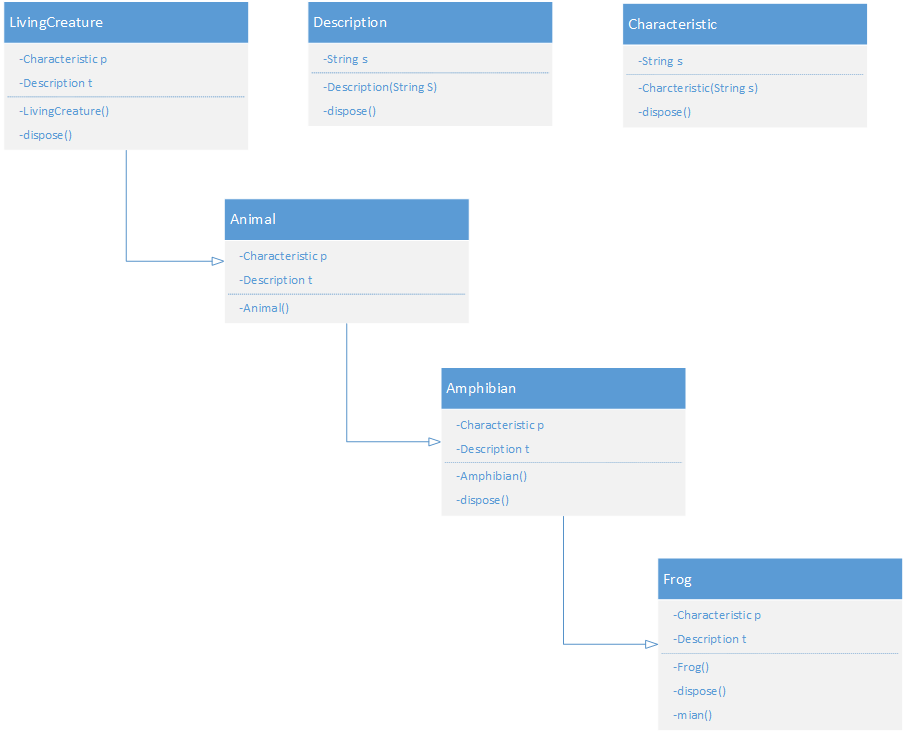 LivingCreature
-Characteristic p
-Description t
-LivingCreature()
-dispose()
Description
-String s
-Description(String S)
-dispose()
Characteristic
-String s
-Charcteristic(String s)
-dispose()
Animal
-Characteristic p
-Description t
-Animal()
Amphibian
-Characteristic p
-Description t
-Amphibian()
-dispose()
Frog
-Characteristic p
-Description t
-Frog()
-dispose()
-mian()